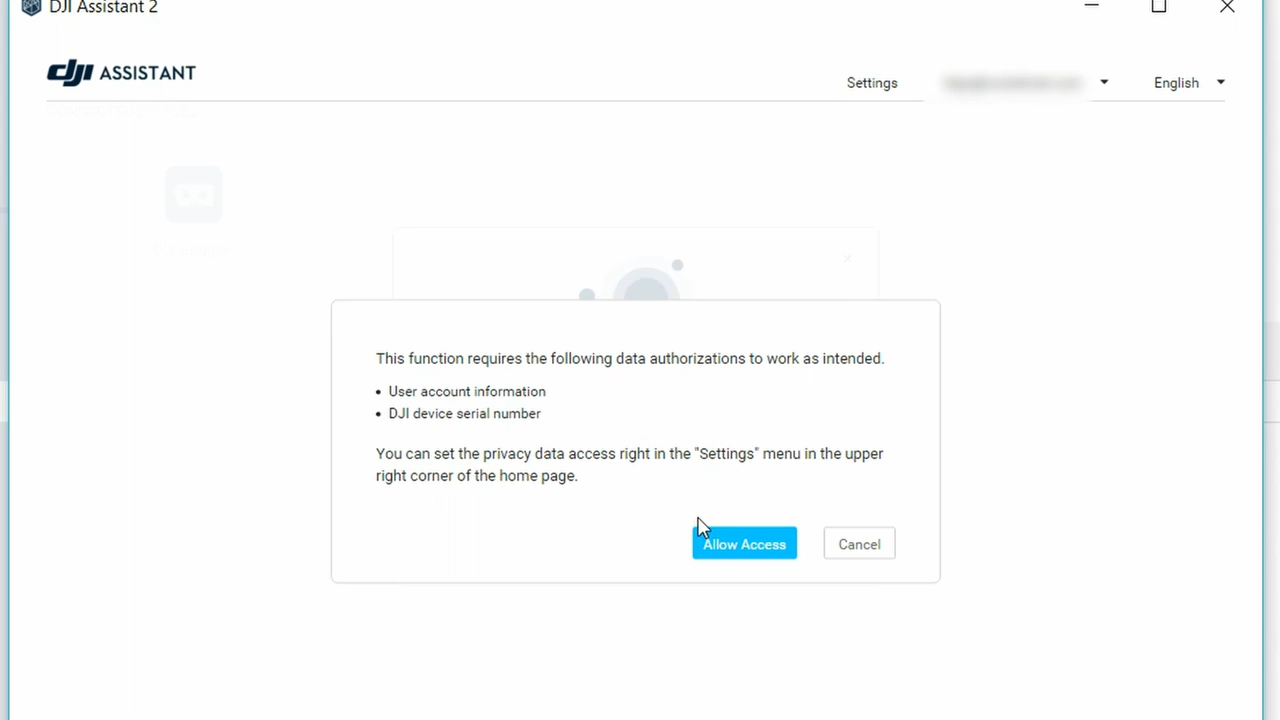 DJI Assistant 2
dji ASSISTANT
Settings
English
This function requires the following data authorizations to work as intended.
• User account information
• DJI device serial number
You can set the privacy data access right in the "Settings" menu in the upper
right corner of the home page.
Allow Access
Cancel